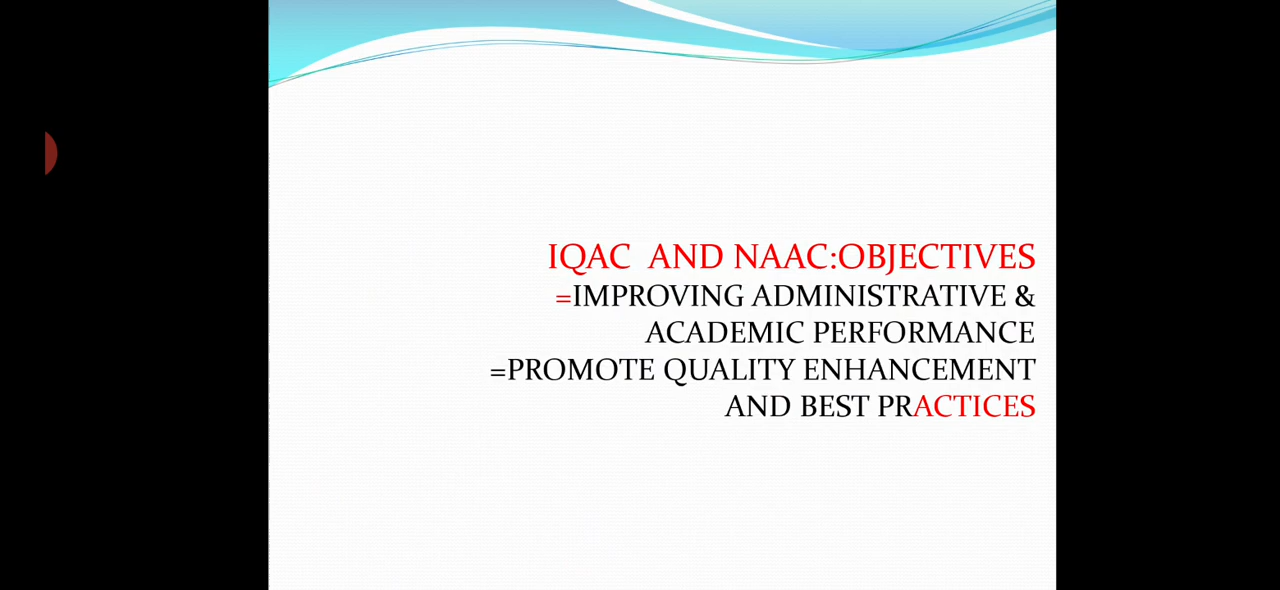 IQAC AND NAAC:OBJECTIVES
=IMPROVING ADMINISTRATIVE &
ACADEMIC PERFORMANCE
=PROMOTE QUALITY ENHANCEMENT
AND BEST PRACTICES